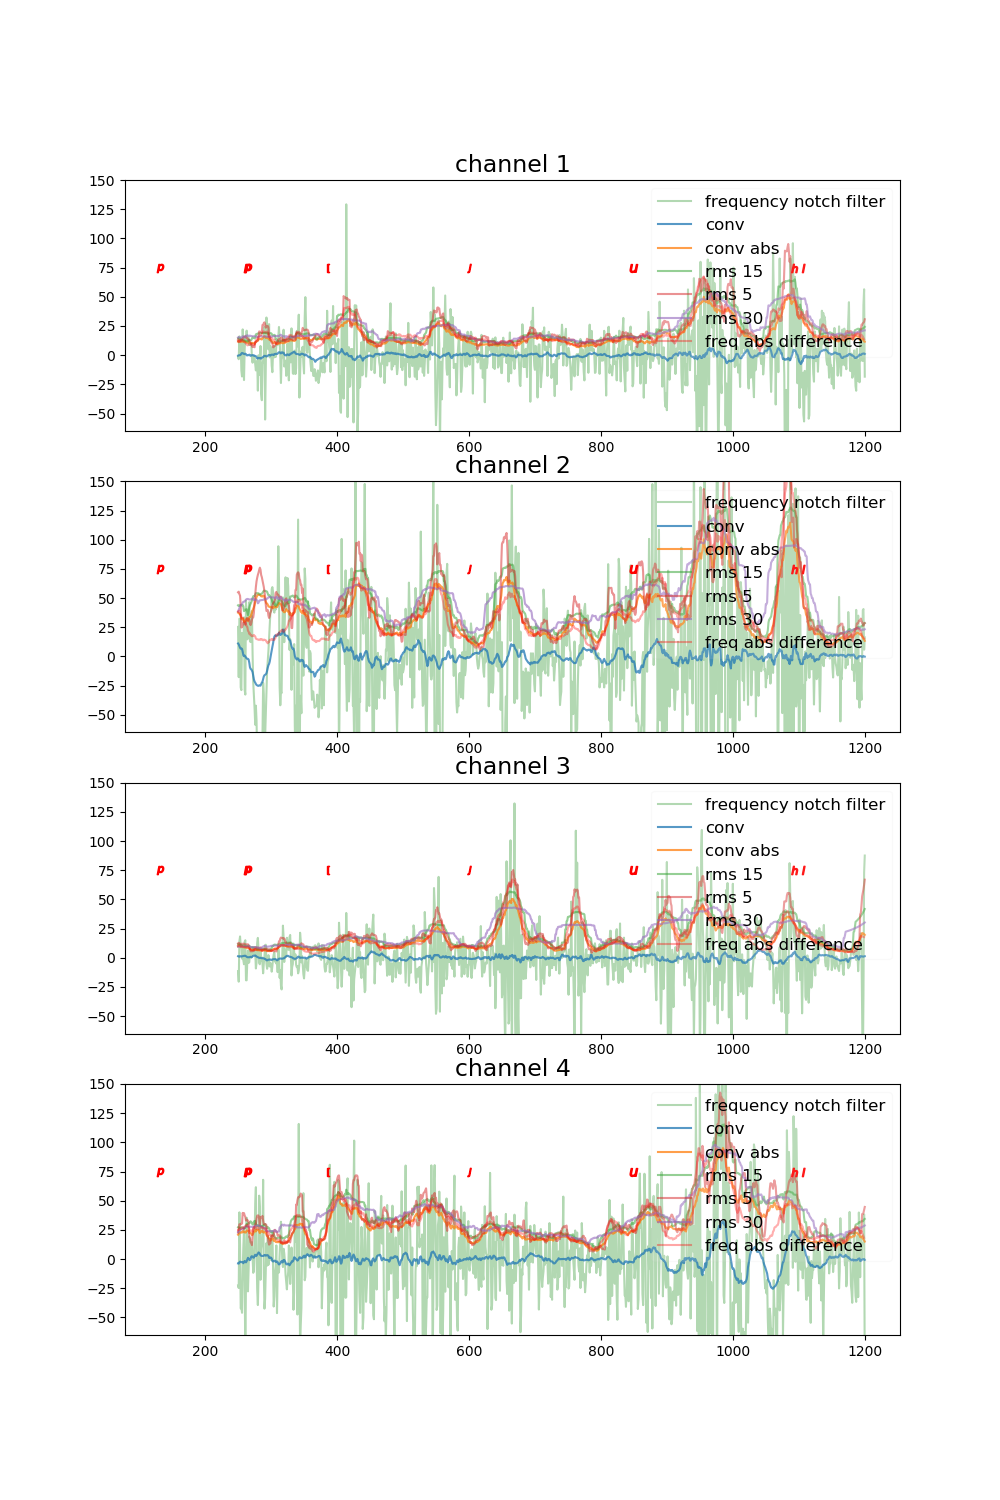 channel 1
150
125
100
75
50
25
0
−25
−50
p p ɪ J u h l
frequency notch filter
conv
conv abs
rms 15
rms 5
rms 30
freq abs difference
200 400 600 800 1000 1200
channel 2
150
125
100
75
50
25
0
−25
−50
p p ɪ J u h l
frequency notch filter
conv
conv abs
rms 15
rms 5
rms 30
freq abs difference
200 400 600 800 1000 1200
channel 3
150
125
100
75
50
25
0
−25
−50
p p ɪ J u h l
frequency notch filter
conv
conv abs
rms 15
rms 5
rms 30
freq abs difference
200 400 600 800 1000 1200
channel 4
150
125
100
75
50
25
0
−25
−50
p p ɪ J u h l
frequency notch filter
conv
conv abs
rms 15
rms 5
rms 30
freq abs difference
200 400 600 800 1000 1200